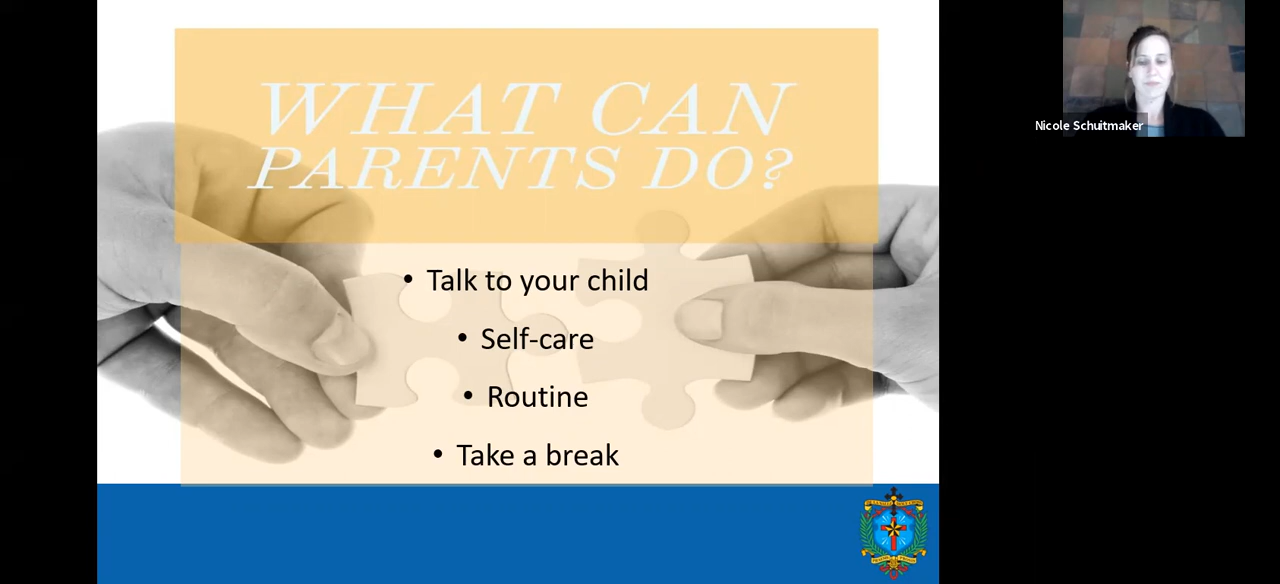 WHAT CAN
PARENTS DO?
• Talk to your child
• Self-care
• Routine
• Take a break
Nicole Schuitmaker